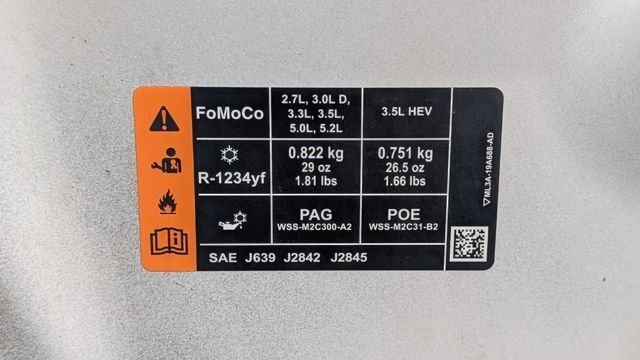 FoMoCo
2.7L, 3.0L D,
3.3L, 3.5L,
5.0L, 5.2L
3.5L HEV
R-1234yf
0.822 kg
29 oz
1.81 lbs
0.751 kg
26.5 oz
1.66 lbs
PAG
WSS-M2C300-A2
POE
WSS-M2C31-B2
SAE J639 J2842 J2845
ML3A-19A688-AD